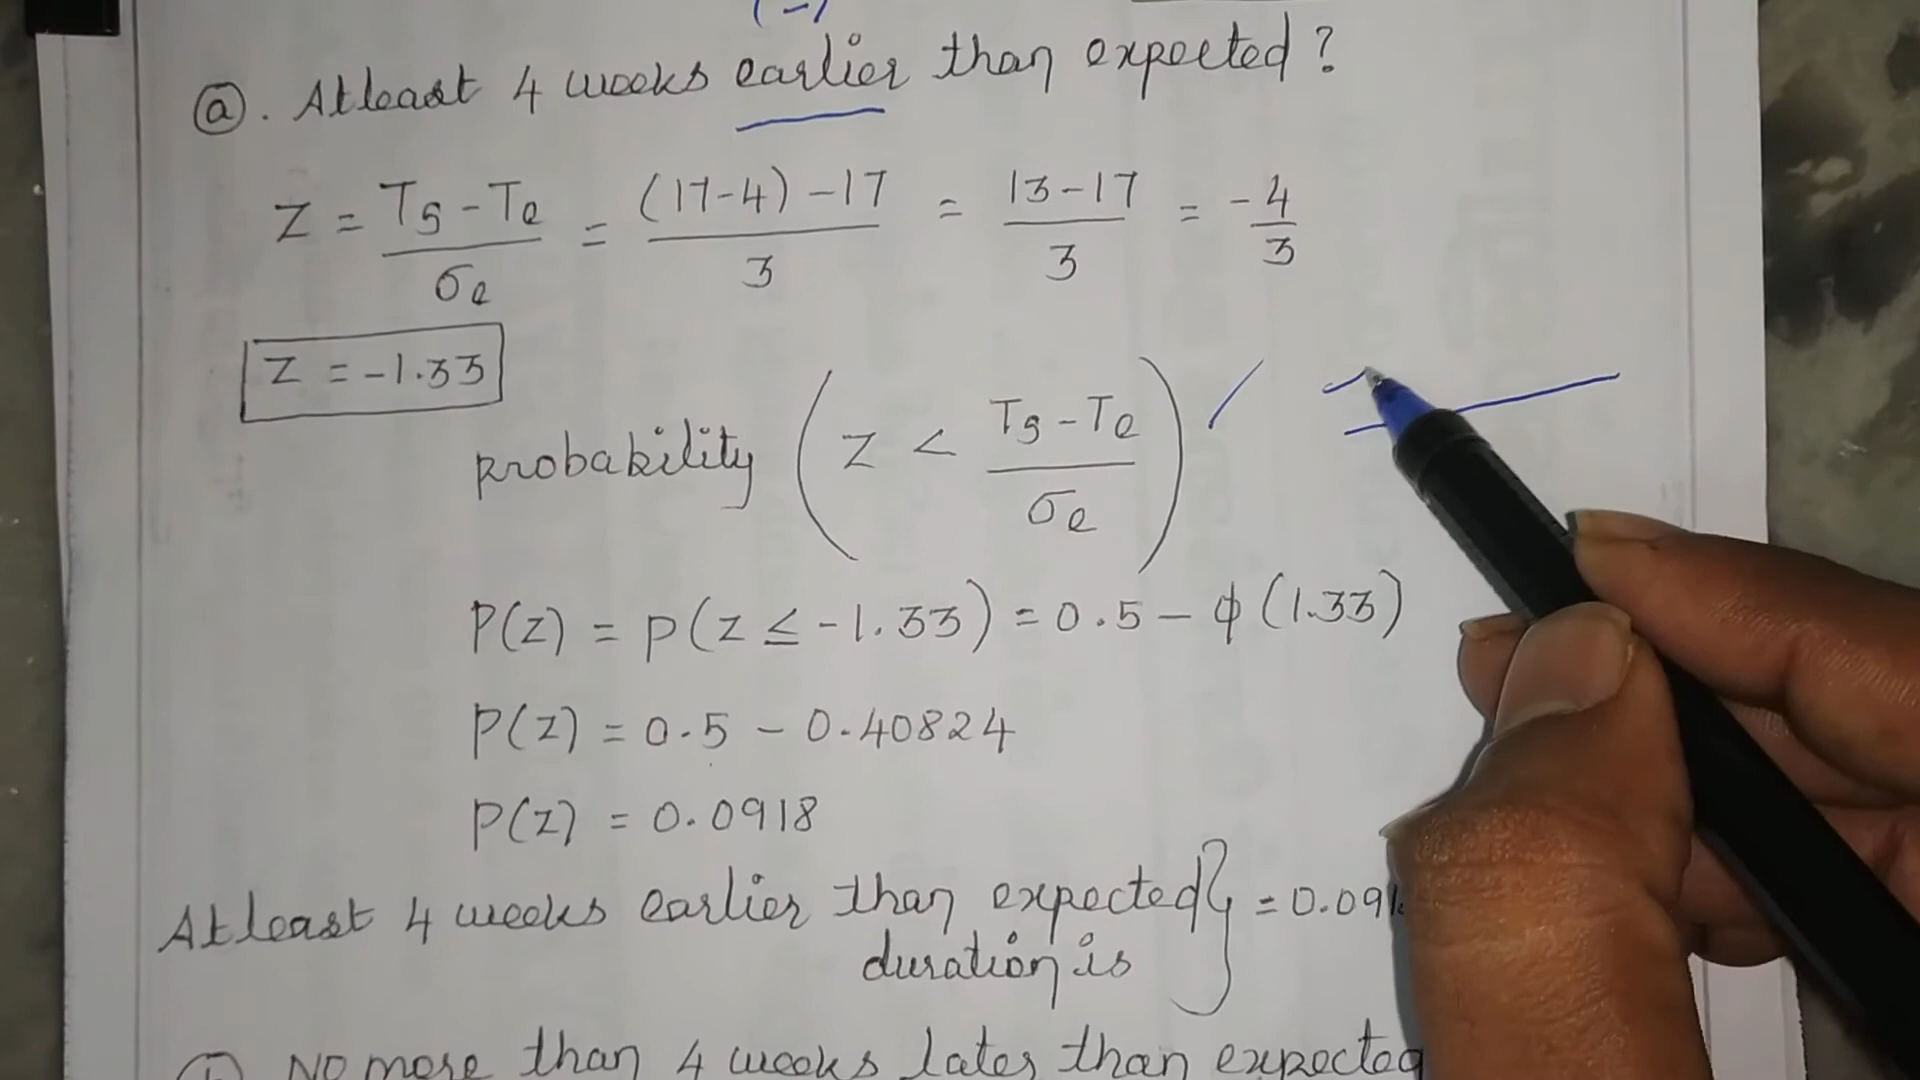 (-)
ⓐ. Atleast 4 weeks earlier than expected?
Z = (Ts - Te)/σe = ((17-4) - 17)/3 = (13-17)/3 = -4/3
Z = -1.33
probability (Z < (Ts - Te)/σe)
P(Z) = P(Z ≤ -1.33) = 0.5 - φ(1.33)
P(Z) = 0.5 - 0.40824
P(Z) = 0.0918
Atleast 4 weeks earlier than expected} = 0.091
duration is
No more than 4 weeks later than expected